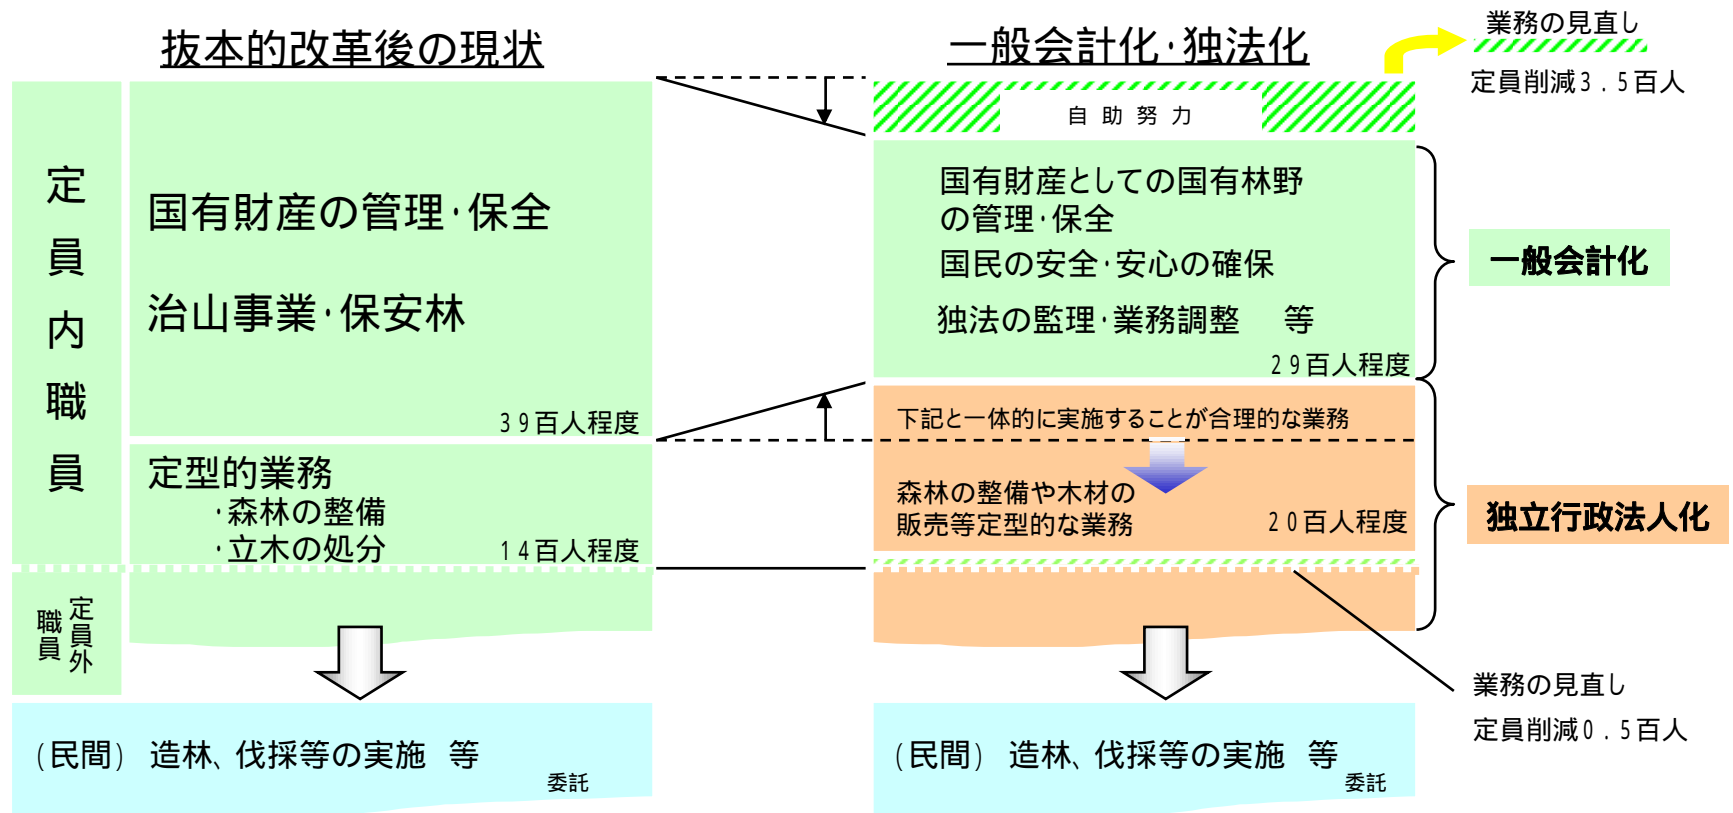 抜本的改革後の現状
定員内職員
国有財産の管理・保全
治山事業・保安林
39百人程度
定型的業務
・森林の整備
・立木の処分
14百人程度
定員外
職員
(民間) 造林、伐採等の実施 等
委託
一般会計化・独法化
自助努力
国有財産としての国有林野
の管理・保全
国民の安全・安心の確保
独法の監理・業務調整 等
29百人程度
下記と一体的に実施することが合理的な業務
森林の整備や木材の
販売等定型的な業務
20百人程度
(民間) 造林、伐採等の実施 等
委託
業務の見直し
定員削減3.5百人
一般会計化
独立行政法人化
業務の見直し
定員削減0.5百人